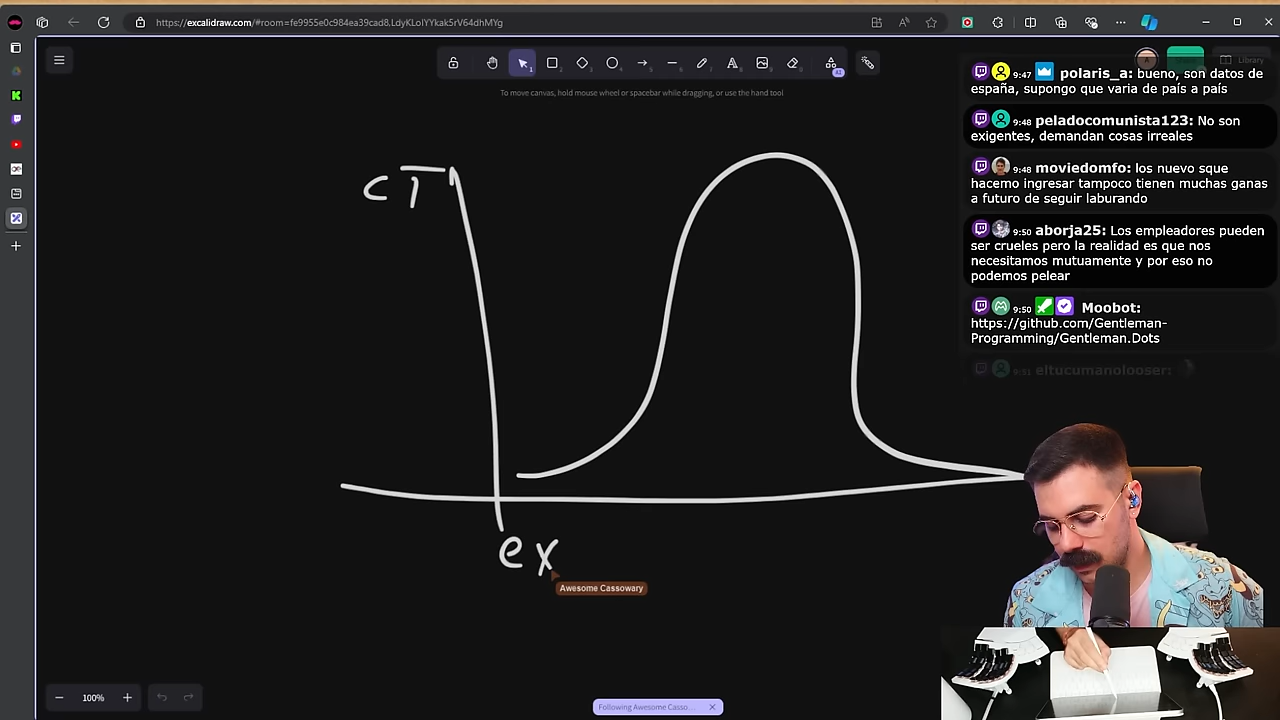 https://excalidraw.com/#room=fe9955e0c984ea39cad8.LdyKLolYYkak5rV64dhMYg
Library
To move canvas, hold mouse wheel or spacebar while dragging, or use the hand tool
9:47 polaris_a: bueno, son datos de
españa, supongo que varia de país a país
9:48 peladocomunista123: No son
exigentes, demandan cosas irreales
9:48 moviedomfo: los nuevo sque
hacemo ingresar tampoco tienen muchas ganas
a futuro de seguir laburando
9:50 aborja25: Los empleadores pueden
ser crueles pero la realidad es que nos
necesitamos mutuamente y por eso no
podemos pelear
9:50 Moobot:
https://github.com/Gentleman-
Programming/Gentleman.Dots
9:51 eltucumanolooser:
CT
ex
Awesome Cassowary
100%
Following Awesome Casso...